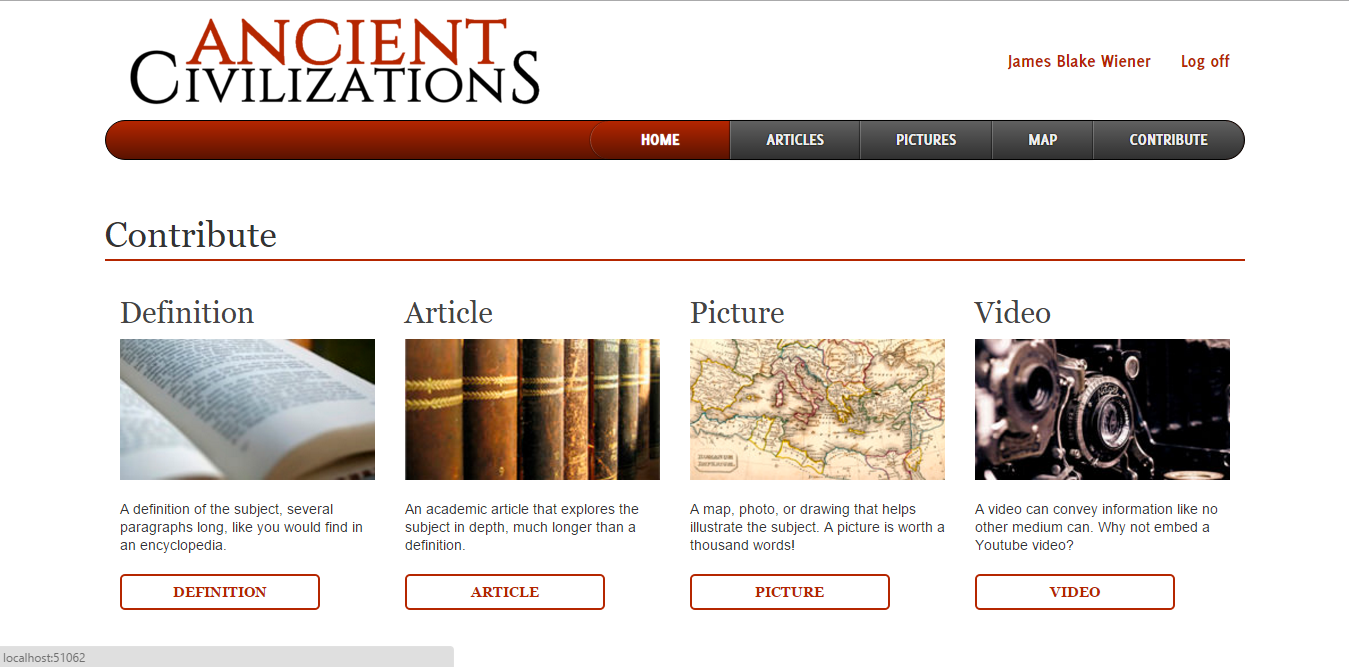 ANCIENT
CIVILIZATIONS
James Blake Wiener Log off
HOME ARTICLES PICTURES MAP CONTRIBUTE
Contribute
Definition
A definition of the subject, several
paragraphs long, like you would find in
an encyclopedia.
DEFINITION
Article
An academic article that explores the
subject in depth, much longer than a
definition.
ARTICLE
Picture
A map, photo, or drawing that helps
illustrate the subject. A picture is worth a
thousand words!
PICTURE
Video
A video can convey information like no
other medium can. Why not embed a
Youtube video?
VIDEO
localhost:51062